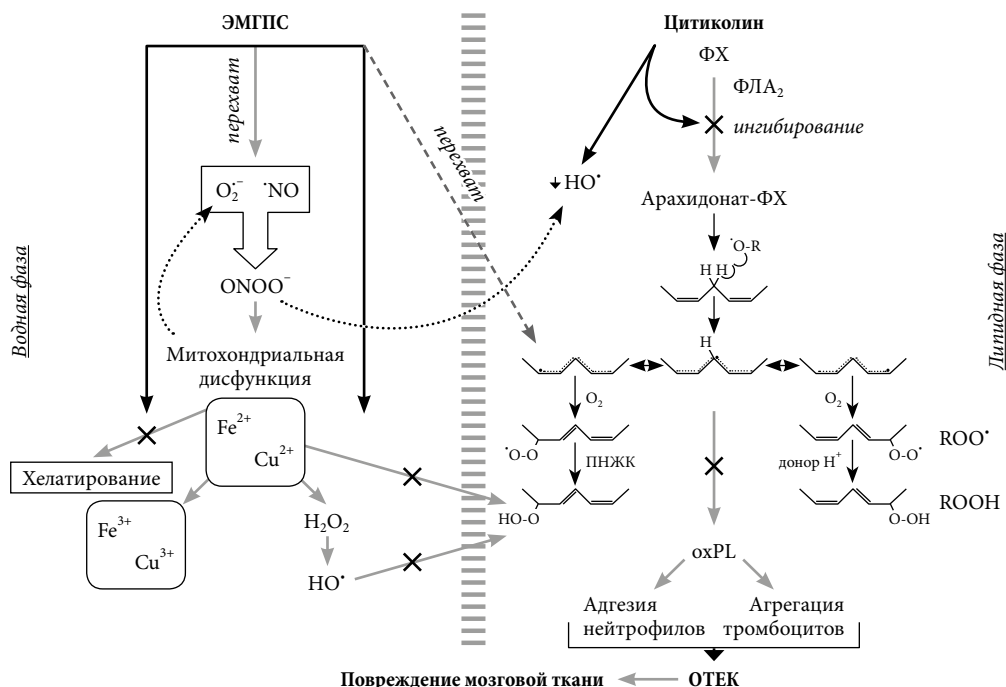 ЭМГПС
Цитиколин
ФХ
ФЛА₂
ингибирование
перехват
перехват
O₂•⁻ •NO
ONOO⁻
↓HO•
Арахидонат-ФХ
•O-R
H H
Водная фаза
Липидная фаза
Митохондриальная
дисфункция
H
Fe²⁺
Cu²⁺
Хелатирование
Fe³⁺
Cu³⁺
H₂O₂
HO•
O₂
O₂
•O-O
O-O•
ROO•
ПНЖК
донор H⁺
HO-O
O-OH
ROOH
oxPL
Адгезия
нейтрофилов
Агрегация
тромбоцитов
Повреждение мозговой ткани
ОТЕК